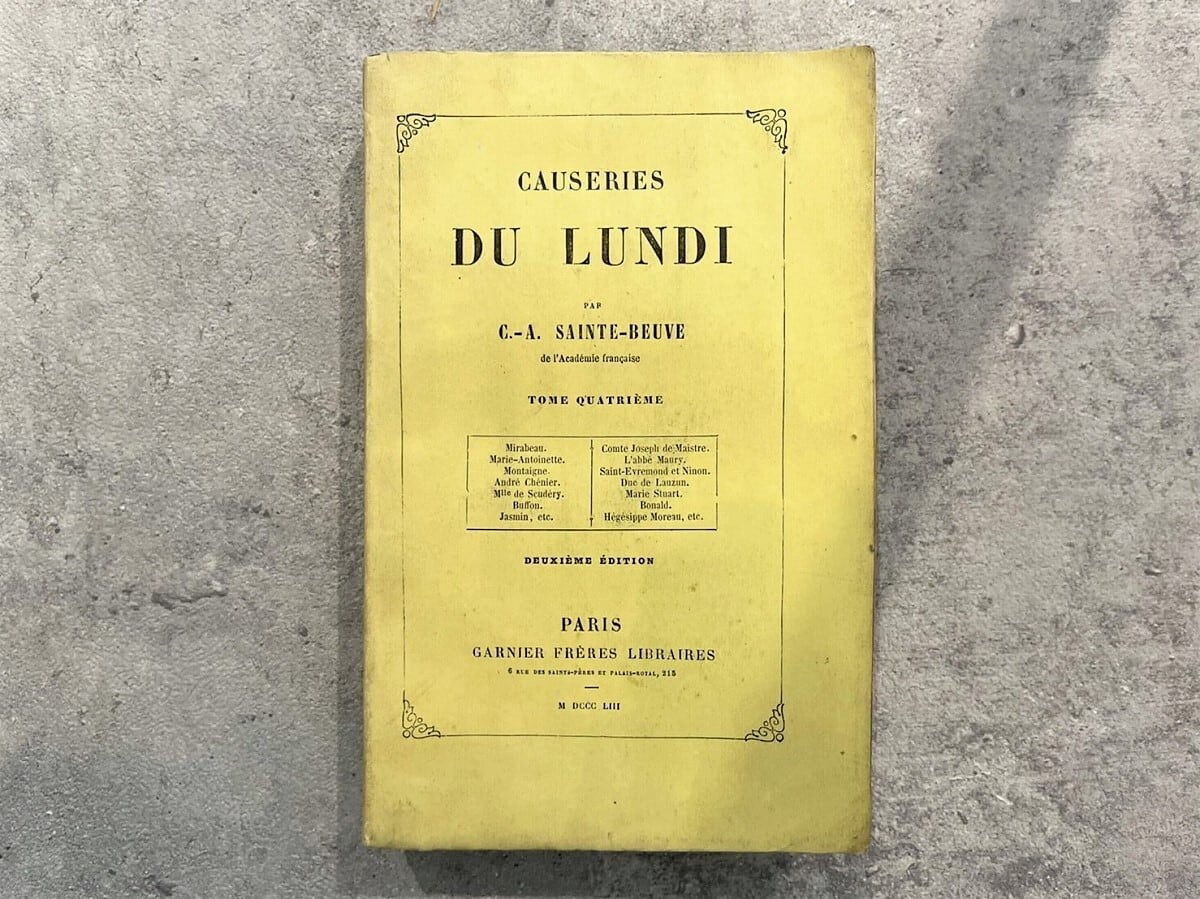 CAUSERIES
DU LUNDI
PAR
C.-A. SAINTE-BEUVE
de l'Académie française
TOME QUATRIÈME
Mirabeau.
Marie-Antoinette.
Montaigne.
André Chénier.
Mlle de Scudéry.
Buffon.
Jasmin, etc.
Comte Joseph de Maistre.
L'abbé Maury.
Saint-Evremond et Ninon.
Duc de Lauzun.
Marie Stuart.
Bonald.
Hégésippe Moreau, etc.
DEUXIÈME ÉDITION
PARIS
GARNIER FRÈRES LIBRAIRES
6 RUE DES SAINTS-PÈRES ET PALAIS-ROYAL, 215
M DCCC LIII